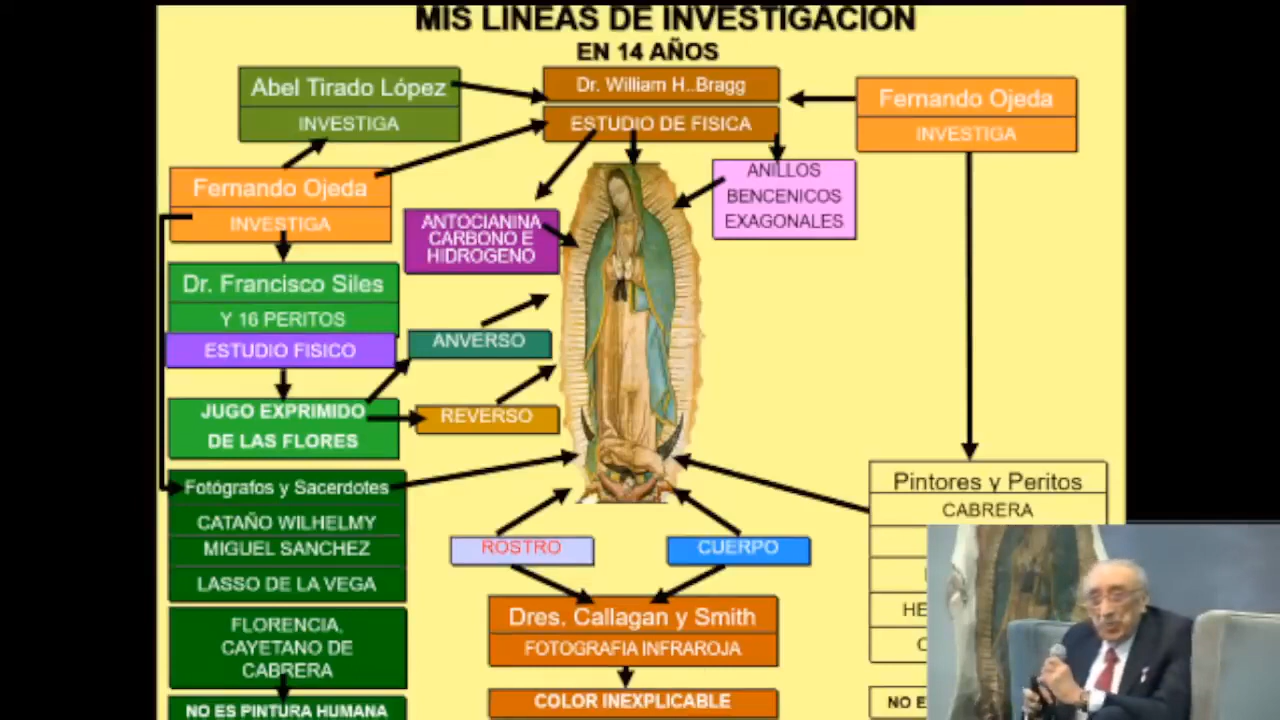 MIS LINEAS DE INVESTIGACION
EN 14 AÑOS
Abel Tirado López
INVESTIGA
Dr. William H..Bragg
ESTUDIO DE FISICA
Fernando Ojeda
INVESTIGA
Fernando Ojeda
INVESTIGA
ANTOCIANINA
CARBONO E
HIDROGENO
ANILLOS
BENCENICOS
EXAGONALES
Dr. Francisco Siles
Y 16 PERITOS
ESTUDIO FISICO
ANVERSO
JUGO EXPRIMIDO
DE LAS FLORES
REVERSO
Fotógrafos y Sacerdotes
CATAÑO WILHELMY
MIGUEL SANCHEZ
LASSO DE LA VEGA
FLORENCIA,
CAYETANO DE
CABRERA
NO ES PINTURA HUMANA
ROSTRO
CUERPO
Dres. Callagan y Smith
FOTOGRAFIA INFRAROJA
COLOR INEXPLICABLE
Pintores y Peritos
CABRERA
HE
C
NO E